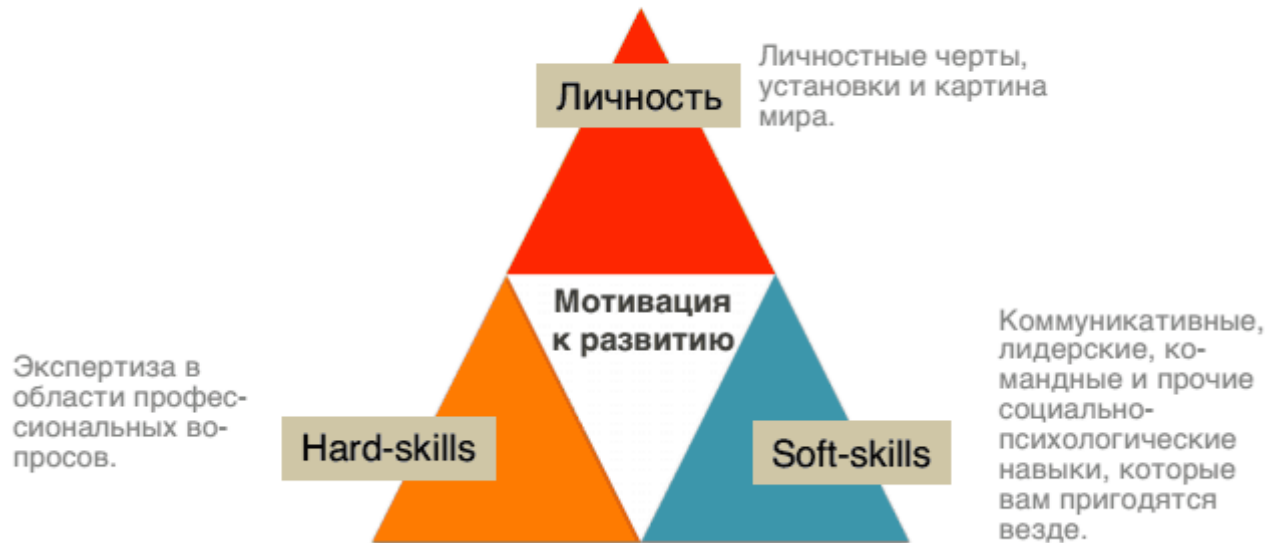 Личность
Личностные черты,
установки и картина
мира.
Мотивация
к развитию
Экспертиза в
области профес-
сиональных во-
просов.
Hard-skills
Soft-skills
Коммуникативные,
лидерские, ко-
мандные и прочие
социально-
психологические
навыки, которые
вам пригодятся
везде.